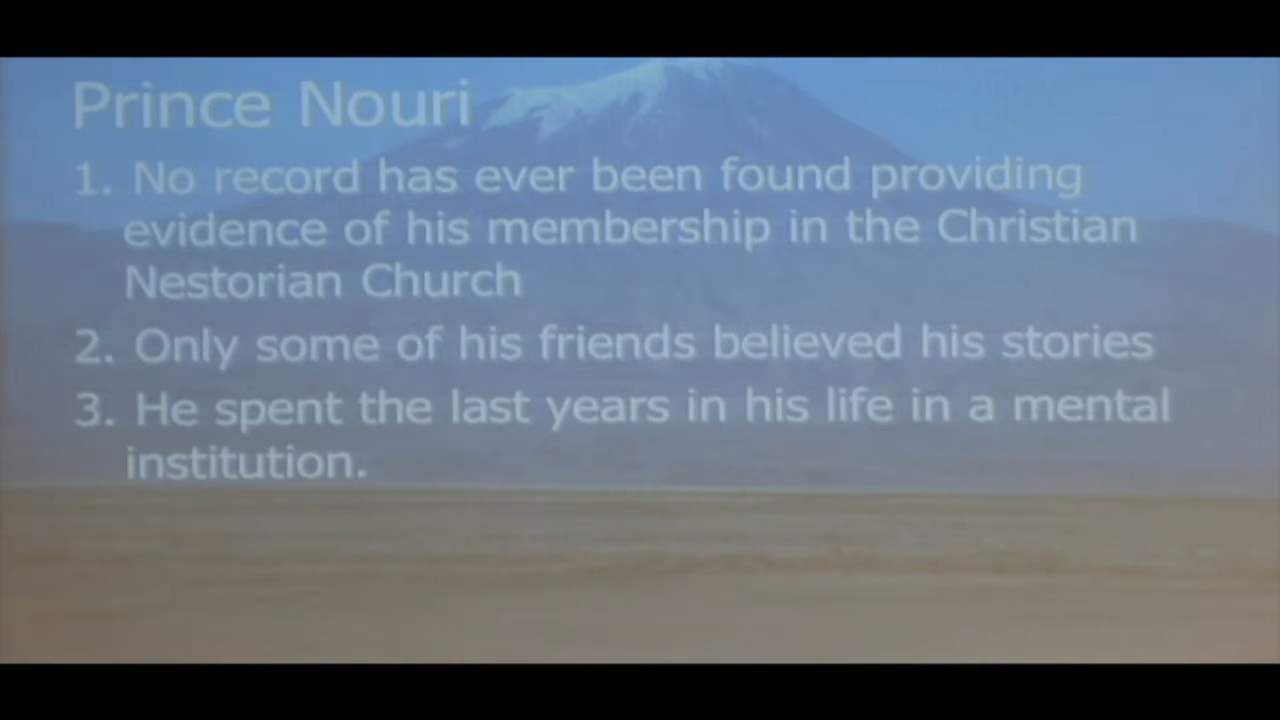 Prince Nouri
1. No record has ever been found providing
evidence of his membership in the Christian
Nestorian Church
2. Only some of his friends believed his stories
3. He spent the last years in his life in a mental
institution.